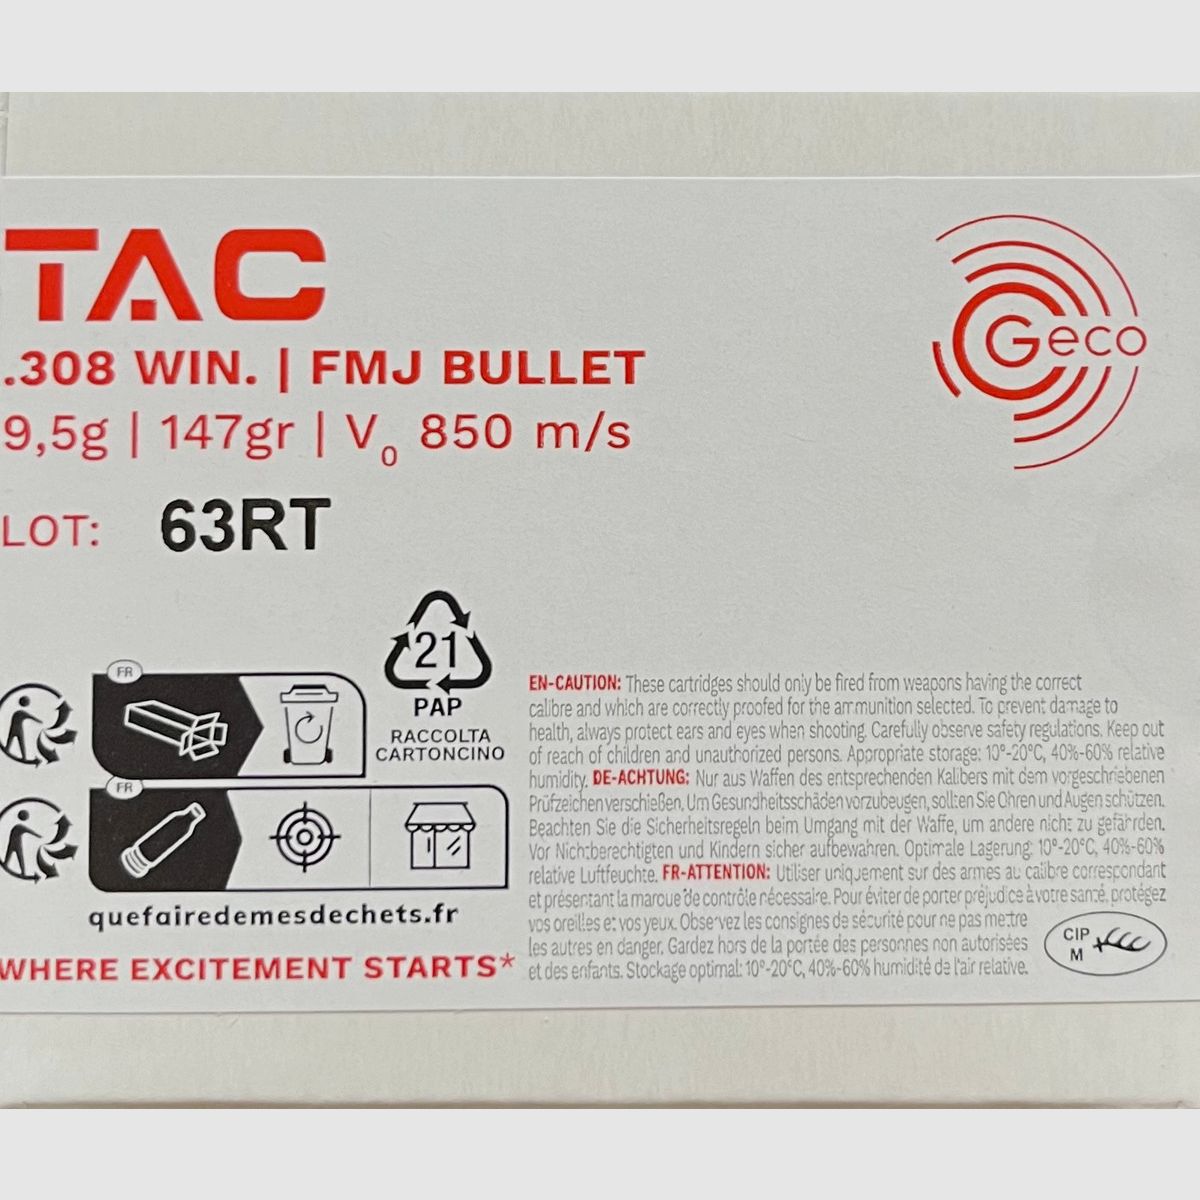 TAC
Geco
.308 WIN. | FMJ BULLET
9,5g | 147gr | V0 850 m/s
LOT: 63RT
21
PAP
RACCOLTA
CARTONCINO
FR
FR
quefairedemesdechets.fr
WHERE EXCITEMENT STARTS*
EN-CAUTION: These cartridges should only be fired from weapons having the correct
calibre and which are correctly proofed for the ammunition selected. To prevent damage to
health, always protect ears and eyes when shooting. Carefully observe safety regulations. Keep out
of reach of children and unauthorized persons. Appropriate storage: 10°-20°C, 40%-60% relative
humidity. DE-ACHTUNG: Nur aus Waffen des entsprechenden Kalibers mit dem vorgeschriebenen
Prüfzeichen verschießen. Um Gesundheitsschäden vorzubeugen, sollten Sie Ohren und Augen schützen.
Beachten Sie die Sicherheitsregeln beim Umgang mit der Waffe, um andere nicht zu gefährden.
Vor Nichtberechtigten und Kindern sicher aufbewahren. Optimale Lagerung: 10°-20°C, 40%-60%
relative Luftfeuchte. FR-ATTENTION: Utiliser uniquement sur des armes au calibre correspondant
et présentant la marque de contrôle nécessaire. Pour éviter de porter préjudice à votre santé, protégez
vos oreilles et vos yeux. Observez les consignes de sécurité pour ne pas mettre
les autres en danger. Gardez hors de la portée des personnes non autorisées
et des enfants. Stockage optimal: 10°-20°C, 40%-60% humidité de l'air relative.
CIP
M